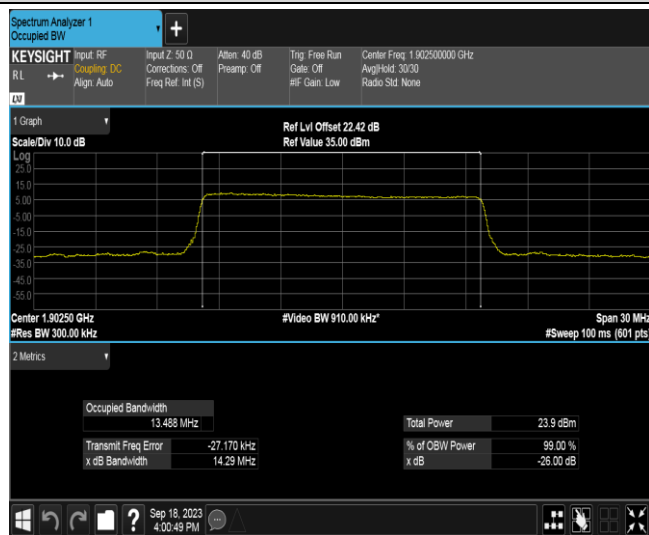 Spectrum Analyzer 1
Occupied BW
+
KEYSIGHT Input: RF Input Z: 50 Ω Atten: 40 dB Trig: Free Run Center Freq: 1.902500000 GHz
RL Coupling: DC Corrections: Off Preamp: Off Gate: Off Avg|Hold: 30/30
Align: Auto Freq Ref: Int (S) #IF Gain: Low Radio Std: None
LXI
1 Graph Ref Lvl Offset 22.42 dB
Scale/Div 10.0 dB Ref Value 35.00 dBm
Log
25.0
15.0
5.00
-5.00
-15.0
-25.0
-35.0
-45.0
-55.0
Center 1.90250 GHz #Video BW 910.00 kHz* Span 30 MHz
#Res BW 300.00 kHz #Sweep 100 ms (601 pts)
2 Metrics
Occupied Bandwidth
13.488 MHz Total Power 23.9 dBm
Transmit Freq Error -27.170 kHz % of OBW Power 99.00 %
x dB Bandwidth 14.29 MHz x dB -26.00 dB
? Sep 18, 2023
4:00:49 PM